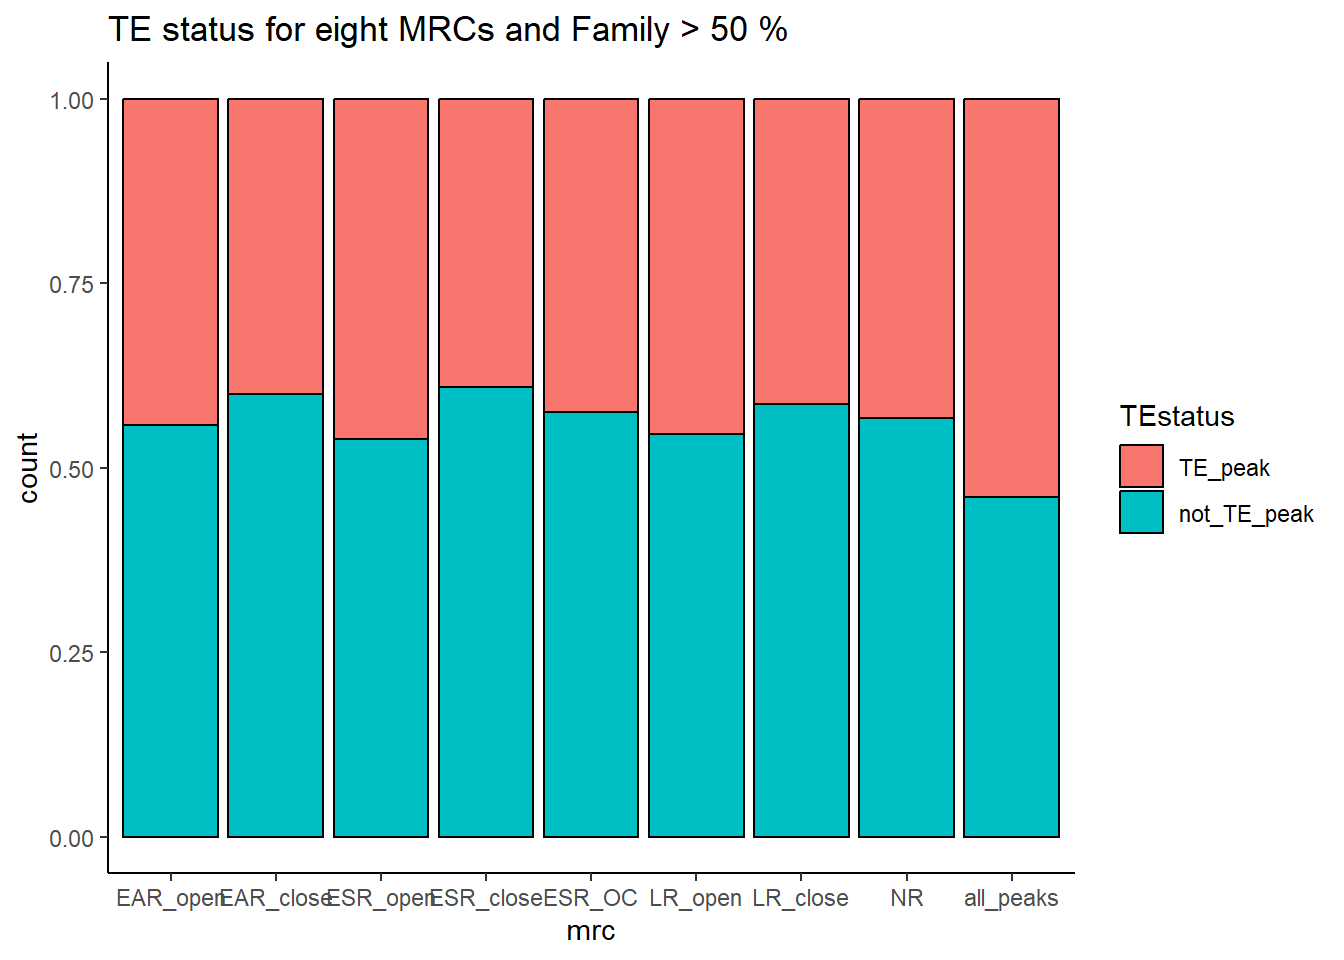 TE status for eight MRCs and Family > 50 %
1.00
0.75
0.50
0.25
0.00
count
EAR_open EAR_close ESR_open ESR_close ESR_OC LR_open LR_close NR all_peaks
mrc
TEstatus
TE_peak
not_TE_peak